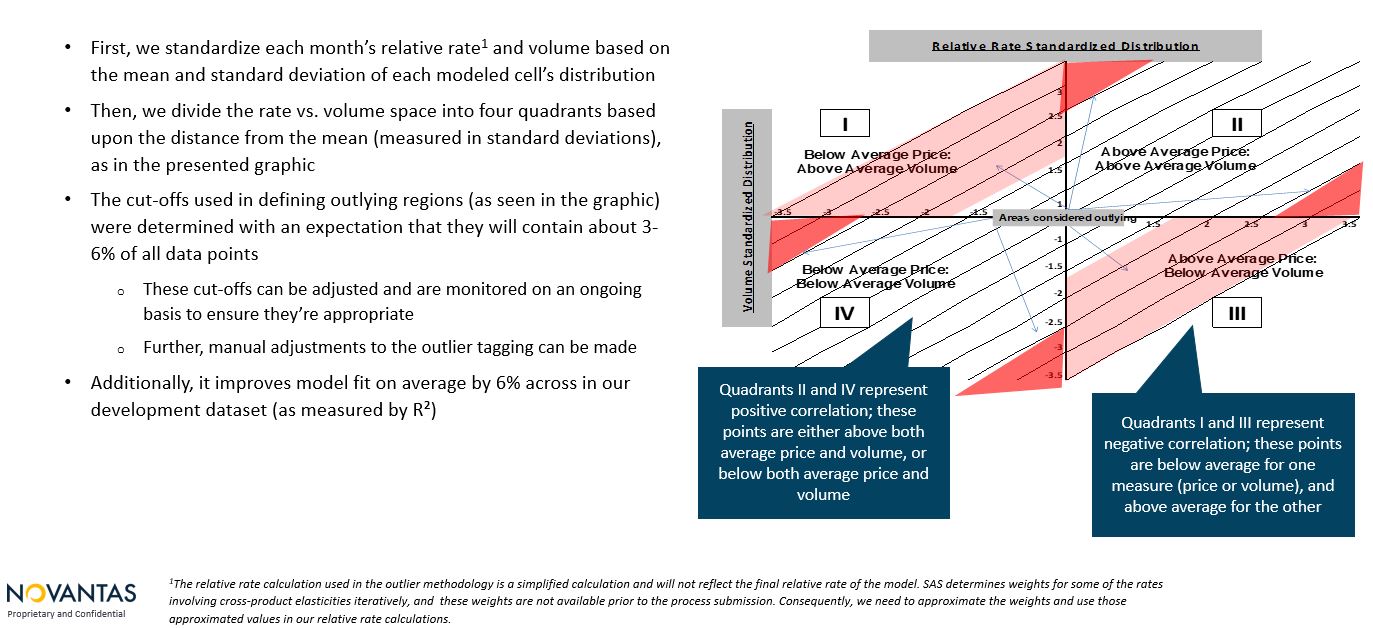 • First, we standardize each month's relative rate¹ and volume based on
the mean and standard deviation of each modeled cell's distribution
• Then, we divide the rate vs. volume space into four quadrants based
upon the distance from the mean (measured in standard deviations),
as in the presented graphic
• The cut-offs used in defining outlying regions (as seen in the graphic)
were determined with an expectation that they will contain about 3-
6% of all data points
o These cut-offs can be adjusted and are monitored on an ongoing
basis to ensure they're appropriate
o Further, manual adjustments to the outlier tagging can be made
• Additionally, it improves model fit on average by 6% across in our
development dataset (as measured by R²)
Relative Rate Standardized Distribution
Volume Standardized Distribution
I
Below Average Price:
Above Average Volume
II
Above Average Price:
Above Average Volume
3
2.5
2
1.5
1
-3.5 -3 -2.5 -2 -1.5
Areas considered outlying
1.5 2 2.5 3 3.5
-1
-1.5
-2
-2.5
-3
-3.5
Below Average Price:
Below Average Volume
IV
Above Average Price:
Below Average Volume
III
Quadrants II and IV represent
positive correlation; these
points are either above both
average price and volume, or
below both average price and
volume
Quadrants I and III represent
negative correlation; these points
are below average for one
measure (price or volume), and
above average for the other
NOVANTAS
Proprietary and Confidential
¹The relative rate calculation used in the outlier methodology is a simplified calculation and will not reflect the final relative rate of the model. SAS determines weights for some of the rates
involving cross-product elasticities iteratively, and these weights are not available prior to the process submission. Consequently, we need to approximate the weights and use those
approximated values in our relative rate calculations.